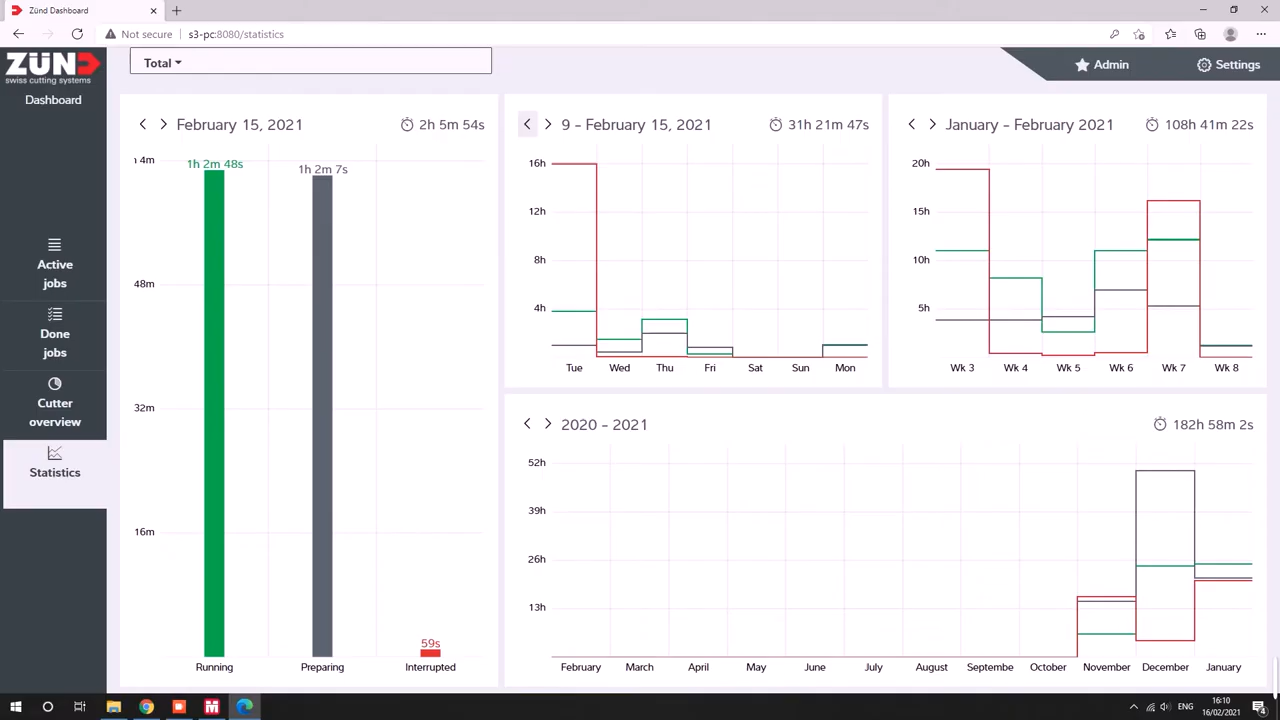 Zünd Dashboard
Not secure
s3-pc:8080/statistics
ZÜND
swiss cutting systems
Dashboard
Total
Admin
Settings
Active
jobs
Done
jobs
Cutter
overview
Statistics
February 15, 2021
2h 5m 54s
1h 2m 48s
1h 2m 7s
59s
48m
32m
16m
Running
Preparing
Interrupted
9 - February 15, 2021
31h 21m 47s
16h
12h
8h
4h
Tue
Wed
Thu
Fri
Sat
Sun
Mon
January - February 2021
108h 41m 22s
20h
15h
10h
5h
Wk 3
Wk 4
Wk 5
Wk 6
Wk 7
Wk 8
2020 - 2021
182h 58m 2s
52h
39h
26h
13h
February
March
April
May
June
July
August
Septembe
October
November
December
January
ENG
16:10
16/02/2021